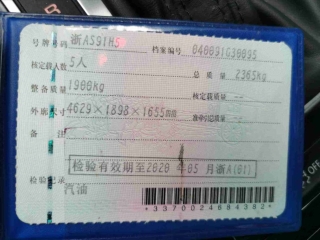 号牌号码 浙A591H5 档案编号 040091030095
核定载人数 5人 总质量 2365kg
整备质量 1900kg 核定载质量 --
外廓尺寸 4629×1898×1655mm 准牵引总质量 --
备注
检验有效期至2020年05月浙A(01)
检验记录
汽油
*3370024894382*